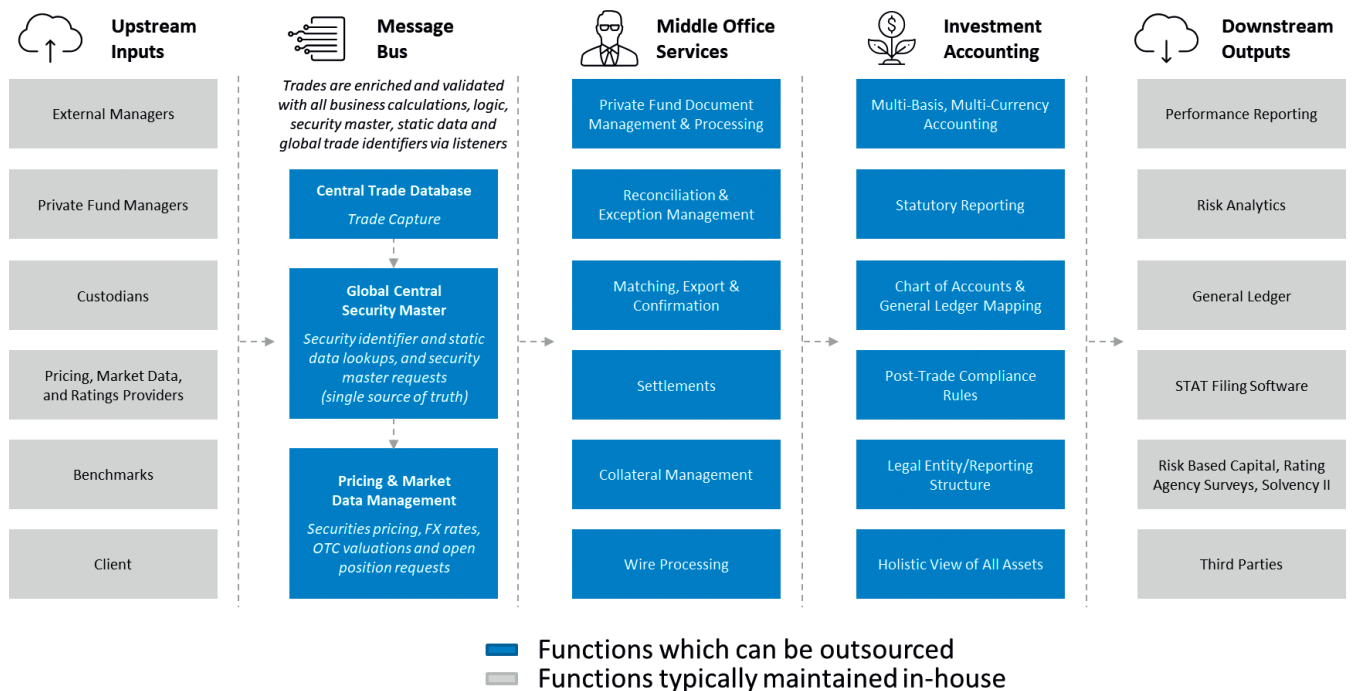 Upstream
Inputs
External Managers
Private Fund Managers
Custodians
Pricing, Market Data,
and Ratings Providers
Benchmarks
Client
Message
Bus
Trades are enriched and validated
with all business calculations, logic,
security master, static data and
global trade identifiers via listeners
Central Trade Database
Trade Capture
Global Central
Security Master
Security identifier and static
data lookups, and security
master requests
(single source of truth)
Pricing & Market
Data Management
Securities pricing, FX rates,
OTC valuations and open
position requests
Middle Office
Services
Private Fund Document
Management & Processing
Reconciliation &
Exception Management
Matching, Export &
Confirmation
Settlements
Collateral Management
Wire Processing
Investment
Accounting
Multi-Basis, Multi-Currency
Accounting
Statutory Reporting
Chart of Accounts &
General Ledger Mapping
Post-Trade Compliance
Rules
Legal Entity/Reporting
Structure
Holistic View of All Assets
Downstream
Outputs
Performance Reporting
Risk Analytics
General Ledger
STAT Filing Software
Risk Based Capital, Rating
Agency Surveys, Solvency II
Third Parties
Functions which can be outsourced
Functions typically maintained in-house